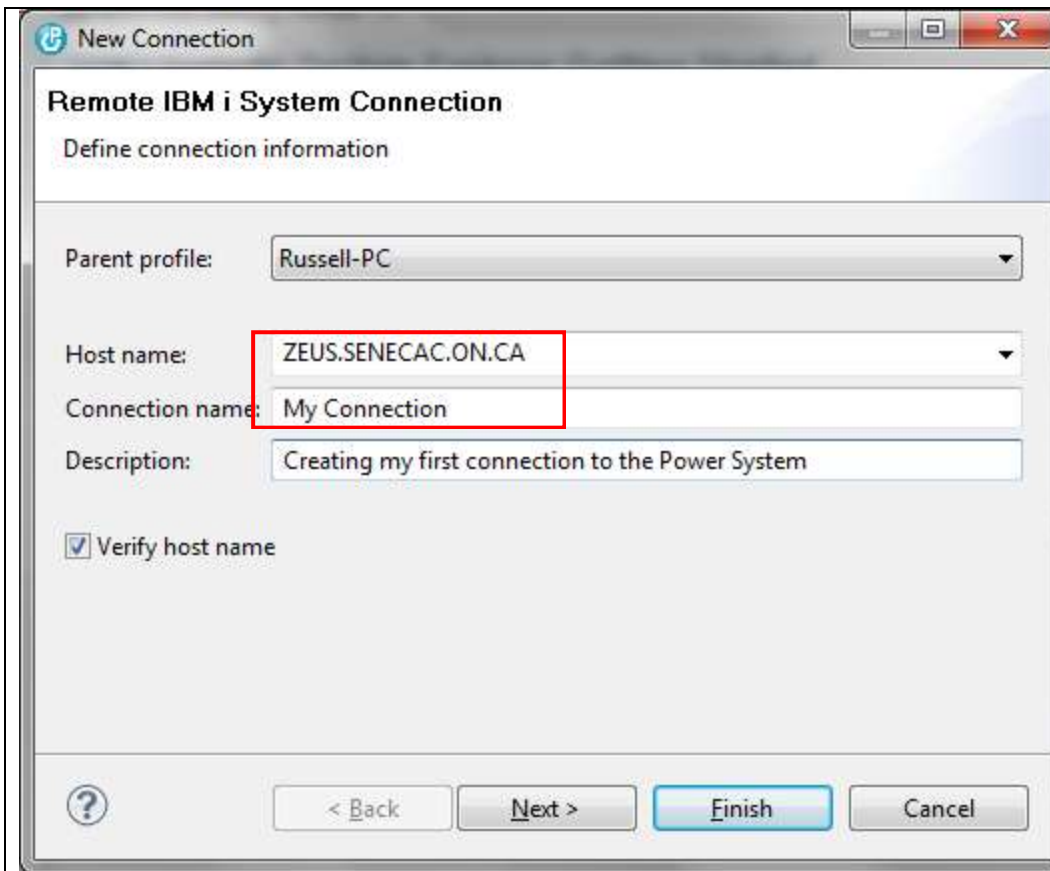 New Connection
Remote IBM i System Connection
Define connection information
Parent profile: Russell-PC
Host name: ZEUS.SENECAC.ON.CA
Connection name: My Connection
Description: Creating my first connection to the Power System
Verify host name
? < Back Next > Finish Cancel